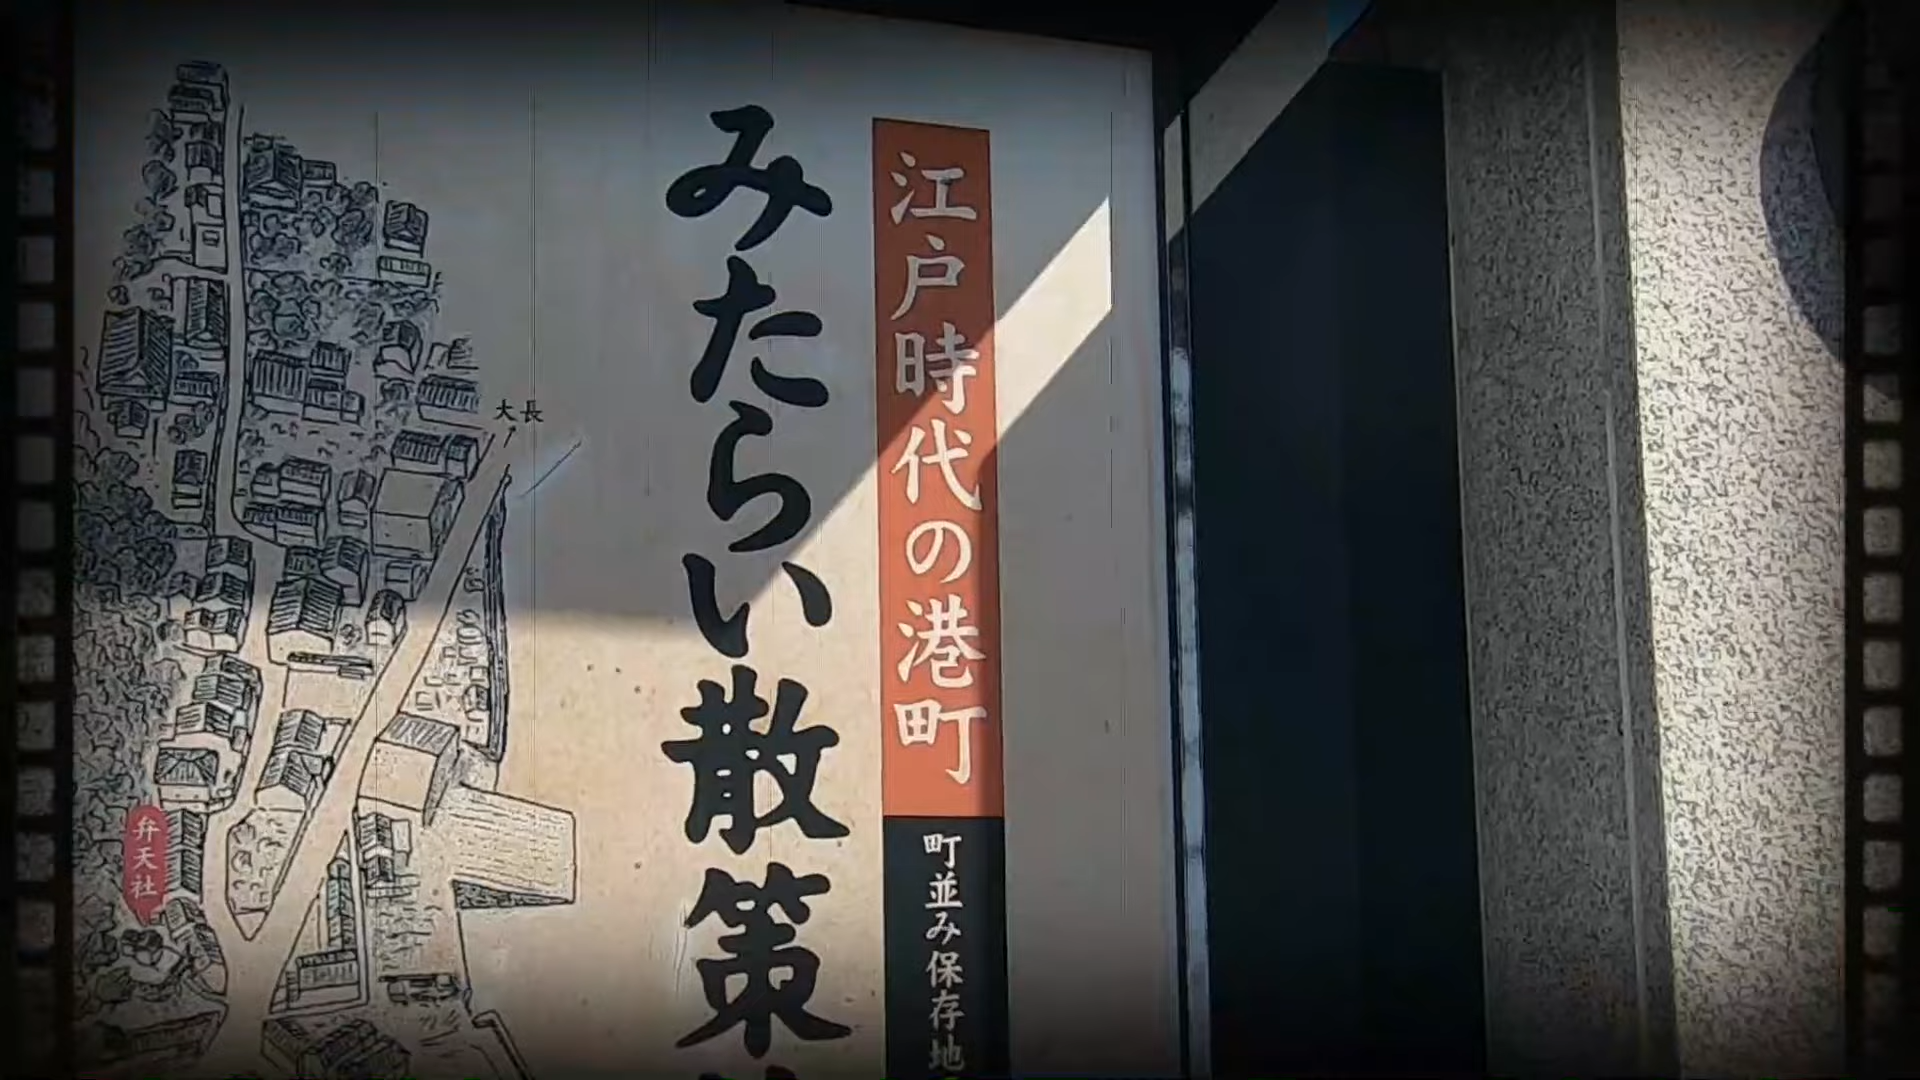 江戸時代の港町
町並み保存地
みたらい散策
大長
弁天社